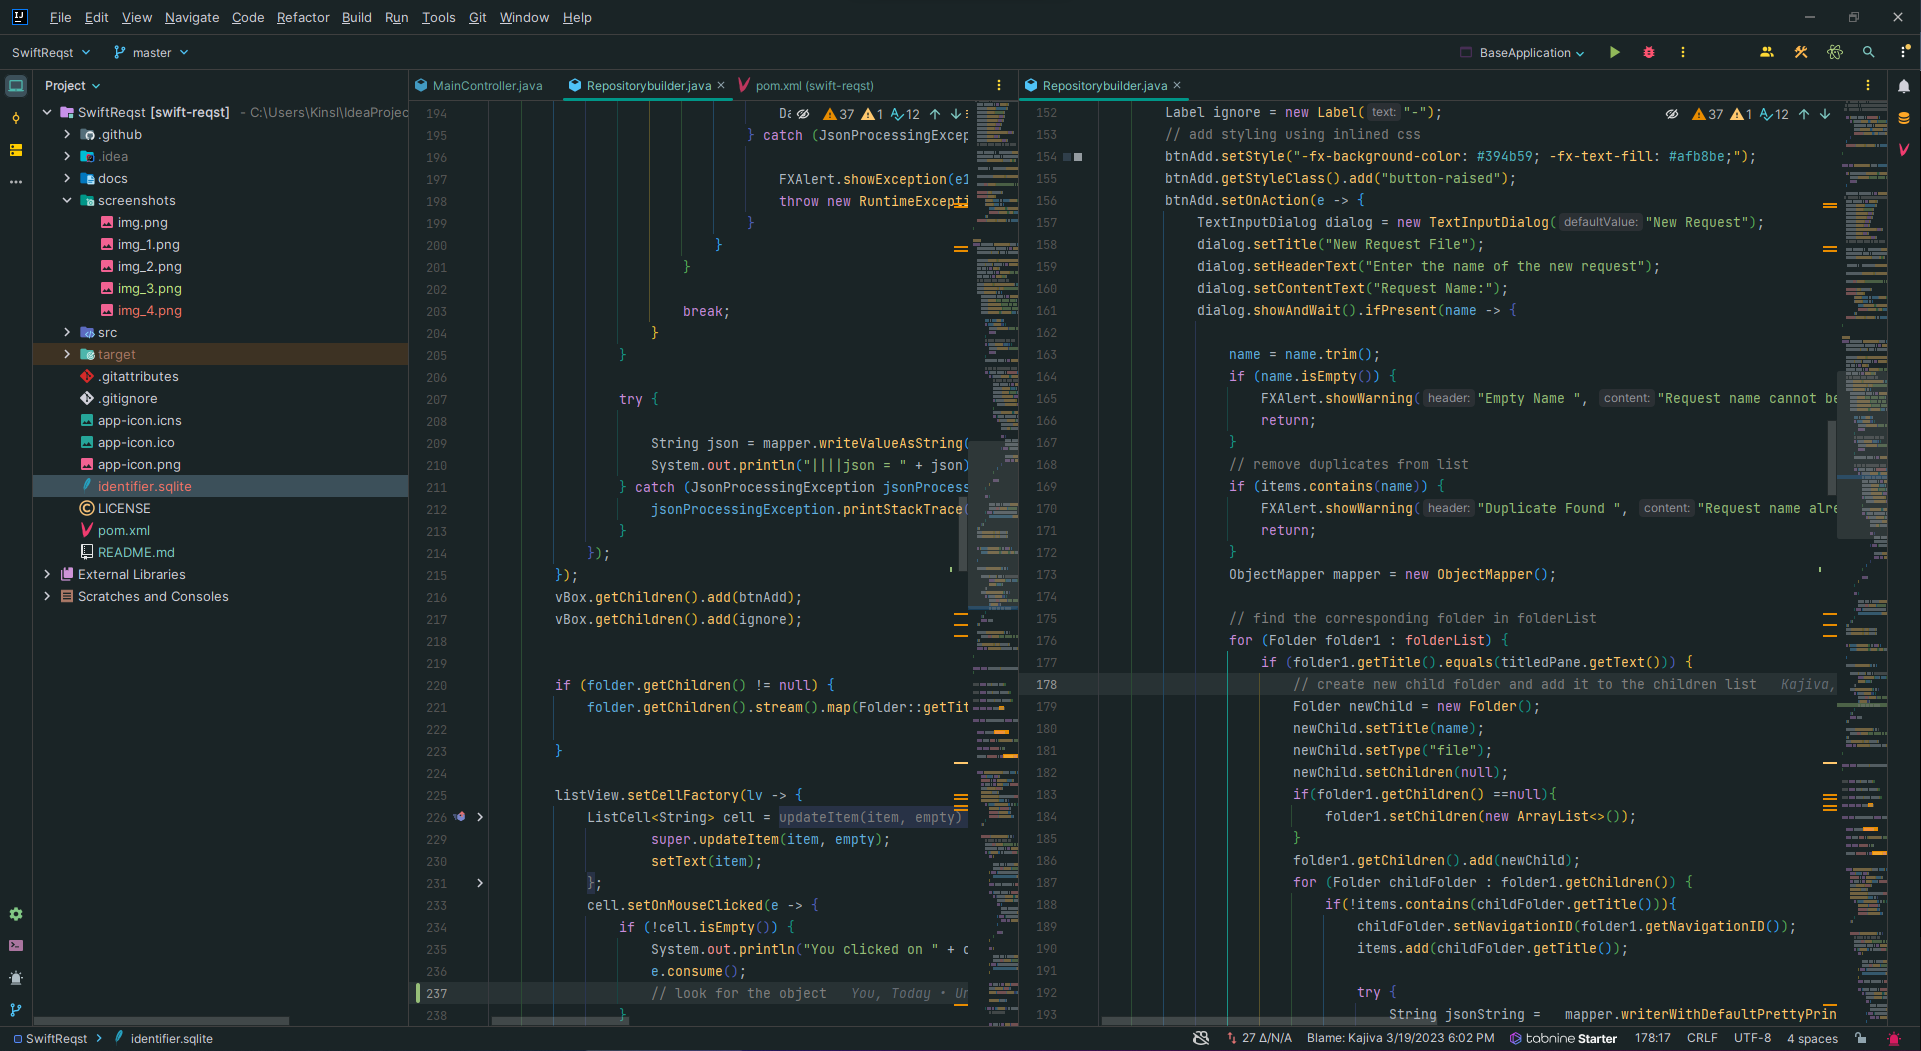 File Edit View Navigate Code Refactor Build Run Tools Git Window Help
SwiftReqst master BaseApplication
Project
MainController.java Repositorybuilder.java pom.xml (swift-reqst) Repositorybuilder.java
SwiftReqst [swift-reqst] - C:\Users\Kinsl\IdeaProjec
.github
.idea
docs
screenshots
img.png
img_1.png
img_2.png
img_3.png
img_4.png
src
target
.gitattributes
.gitignore
app-icon.icns
app-icon.ico
app-icon.png
identifier.sqlite
LICENSE
pom.xml
README.md
External Libraries
Scratches and Consoles
37 1 12
194
195 } catch (JsonProcessingExcep
196
197 FXAlert.showException(e1
198 throw new RuntimeExcepti
199 }
200 }
201 }
202
203 break;
204 }
205 }
206
207 try {
208
209 String json = mapper.writeValueAsString(
210 System.out.println("||||json = " + json)
211 } catch (JsonProcessingException jsonProcess
212 jsonProcessingException.printStackTrace(
213 }
214 });
215 });
216 vBox.getChildren().add(btnAdd);
217 vBox.getChildren().add(ignore);
218
219
220 if (folder.getChildren() != null) {
221 folder.getChildren().stream().map(Folder::getTit
222
223 }
224
225 listView.setCellFactory(lv -> {
226 ListCell<String> cell = updateItem(item, empty)
229 super.updateItem(item, empty);
230 setText(item);
231 };
233 cell.setOnMouseClicked(e -> {
234 if (!cell.isEmpty()) {
235 System.out.println("You clicked on " + c
236 e.consume();
237 // look for the object You, Today • Un
238 }
37 1 12
152 Label ignore = new Label( text: "-");
153 // add styling using inlined css
154 btnAdd.setStyle("-fx-background-color: #394b59; -fx-text-fill: #afb8be;");
155 btnAdd.getStyleClass().add("button-raised");
156 btnAdd.setOnAction(e -> {
157 TextInputDialog dialog = new TextInputDialog( defaultValue: "New Request");
158 dialog.setTitle("New Request File");
159 dialog.setHeaderText("Enter the name of the new request");
160 dialog.setContentText("Request Name:");
161 dialog.showAndWait().ifPresent(name -> {
162
163 name = name.trim();
164 if (name.isEmpty()) {
165 FXAlert.showWarning( header: "Empty Name ", content: "Request name cannot be
166 return;
167 }
168 // remove duplicates from list
169 if (items.contains(name)) {
170 FXAlert.showWarning( header: "Duplicate Found ", content: "Request name alre
171 return;
172 }
173 ObjectMapper mapper = new ObjectMapper();
174
175 // find the corresponding folder in folderList
176 for (Folder folder1 : folderList) {
177 if (folder1.getTitle().equals(titledPane.getText())) {
178 // create new child folder and add it to the children list Kajiva,
179 Folder newChild = new Folder();
180 newChild.setTitle(name);
181 newChild.setType("file");
182 newChild.setChildren(null);
183 if(folder1.getChildren() ==null){
184 folder1.setChildren(new ArrayList<>());
185 }
186 folder1.getChildren().add(newChild);
187 for (Folder childFolder : folder1.getChildren()) {
188 if(!items.contains(childFolder.getTitle())){
189 childFolder.setNavigationID(folder1.getNavigationID());
190 items.add(childFolder.getTitle());
191
192 try {
193 String jsonString = mapper.writerWithDefaultPrettyPrin
SwiftReqst identifier.sqlite 27 Δ/N/A Blame: Kajiva 3/19/2023 6:02 PM tabnine Starter 178:17 CRLF UTF-8 4 spaces